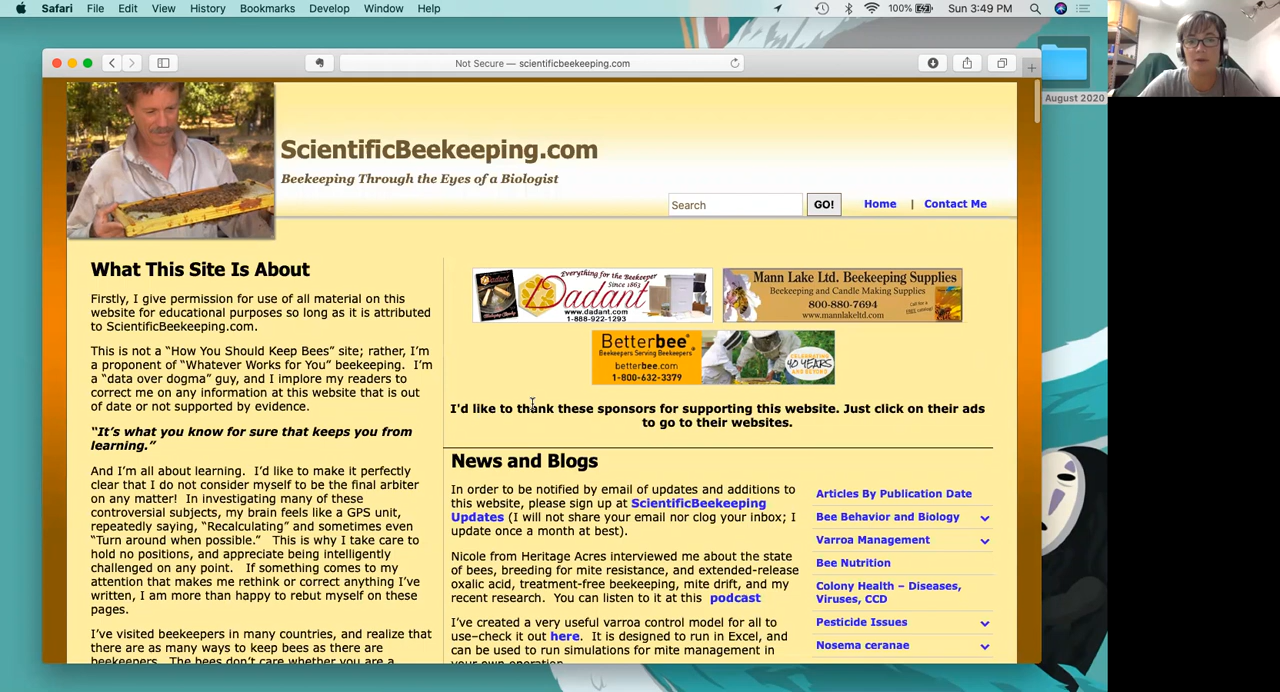 Safari File Edit View History Bookmarks Develop Window Help
100% Sun 3:49 PM
Not Secure — scientificbeekeeping.com
August 2020
ScientificBeekeeping.com
Beekeeping Through the Eyes of a Biologist
Search GO! Home | Contact Me
What This Site Is About
Firstly, I give permission for use of all material on this
website for educational purposes so long as it is attributed
to ScientificBeekeeping.com.
This is not a “How You Should Keep Bees” site; rather, I’m
a proponent of “Whatever Works for You” beekeeping.  I’m
a “data over dogma” guy, and I implore my readers to
correct me on any information at this website that is out
of date or not supported by evidence.
“It’s what you know for sure that keeps you from
learning.”
And I’m all about learning.  I’d like to make it perfectly
clear that I do not consider myself to be the final arbiter
on any matter!  In investigating many of these
controversial subjects, my brain feels like a GPS unit,
repeatedly saying, “Recalculating” and sometimes even
“Turn around when possible.”   This is why I take care to
hold no positions, and appreciate being intelligently
challenged on any point.   If something comes to my
attention that makes me rethink or correct anything I’ve
written, I am more than happy to rebut myself on these
pages.
I’ve visited beekeepers in many countries, and realize that
there are as many ways to keep bees as there are
beekeepers.  The bees don’t care whether you are a
Everything for the Beekeeper
Since 1863
Dadant
www.dadant.com
1-888-922-1293
Mann Lake Ltd. Beekeeping Supplies
Beekeeping and Candle Making Supplies
800-880-7694
www.mannlakeltd.com
Betterbee®
Beekeepers Serving Beekeepers®
betterbee.com
1-800-632-3379
CELEBRATING
40 YEARS
I'd like to thank these sponsors for supporting this website. Just click on their ads
to go to their websites.
News and Blogs
In order to be notified by email of updates and additions to
this website, please sign up at ScientificBeekeeping
Updates (I will not share your email nor clog your inbox; I
update once a month at best).
Nicole from Heritage Acres interviewed me about the state
of bees, breeding for mite resistance, and extended-release
oxalic acid, treatment-free beekeeping, mite drift, and my
recent research.  You can listen to it at this  podcast
I’ve created a very useful varroa control model for all to
use–check it out here.  It is designed to run in Excel, and
can be used to run simulations for mite management in
your own operation.
Articles By Publication Date
Bee Behavior and Biology
Varroa Management
Bee Nutrition
Colony Health – Diseases,
Viruses, CCD
Pesticide Issues
Nosema ceranae